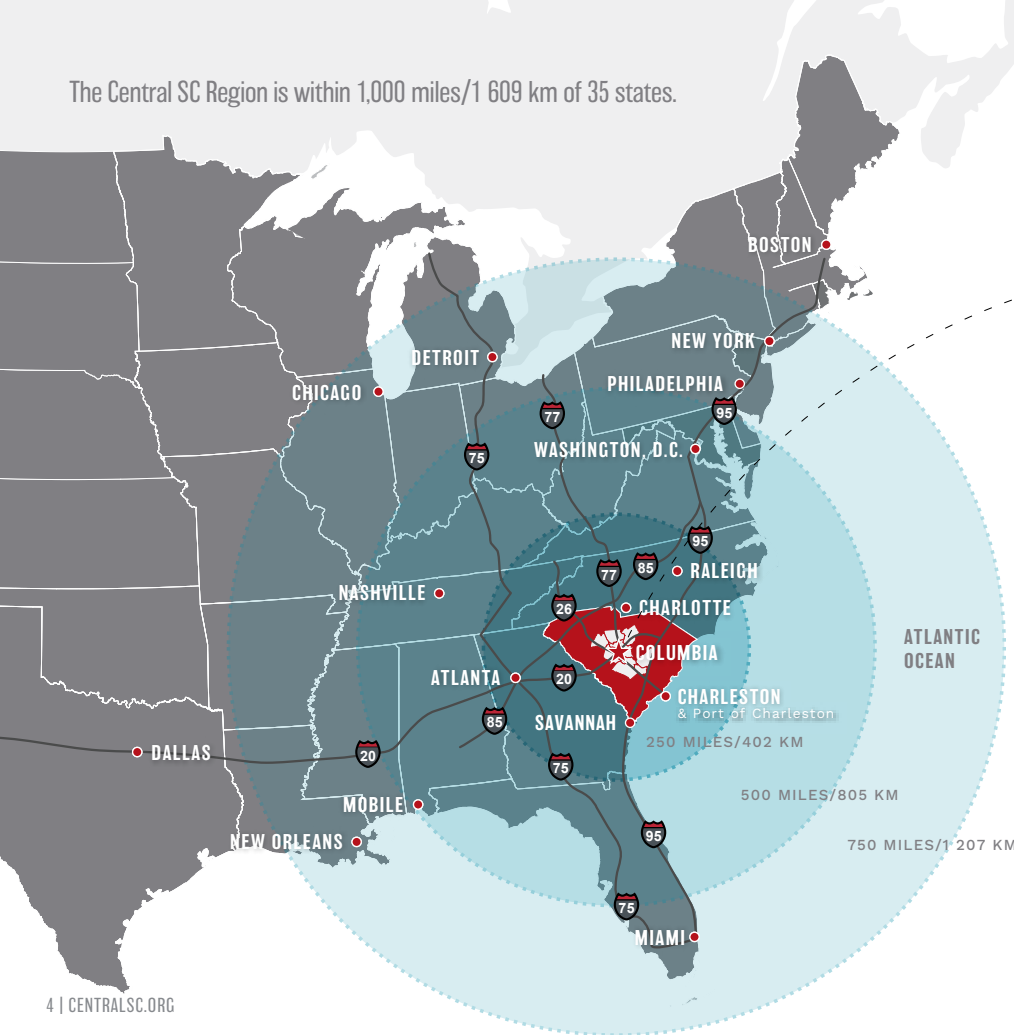 The Central SC Region is within 1,000 miles/1 609 km of 35 states.
BOSTON
NEW YORK
DETROIT
PHILADELPHIA
CHICAGO
95
77
WASHINGTON, D.C.
75
95
85
77
RALEIGH
NASHVILLE
26
CHARLOTTE
ATLANTIC
OCEAN
COLUMBIA
ATLANTA
20
CHARLESTON
& Port of Charleston
85
SAVANNAH
250 MILES/402 KM
DALLAS
20
75
500 MILES/805 KM
MOBILE
95
NEW ORLEANS
750 MILES/1 207 KM
75
MIAMI
4 | CENTRALSC.ORG